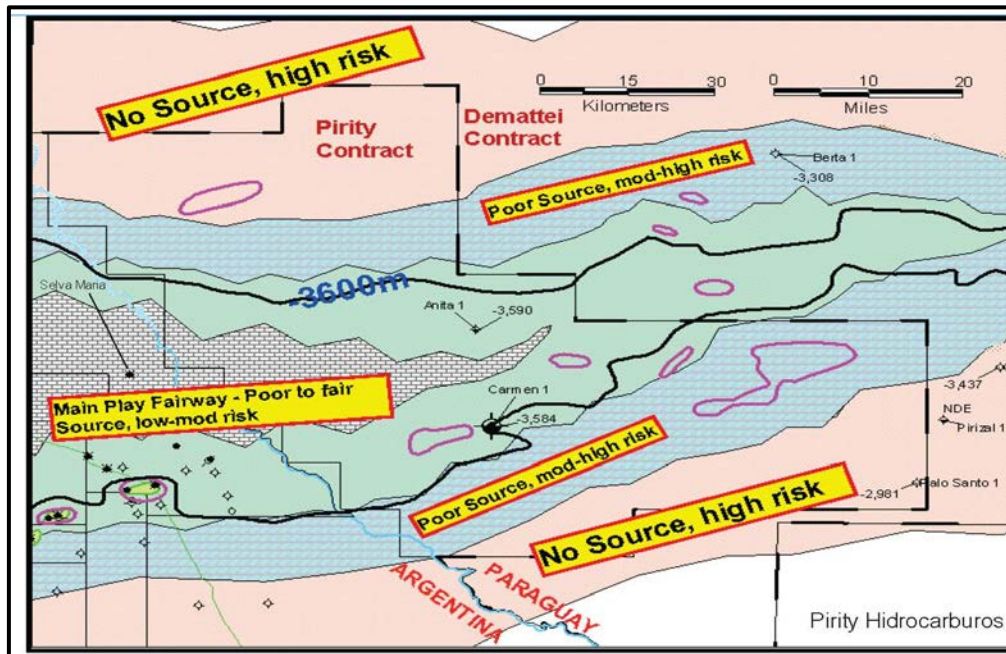 No Source, high risk
0 15 30
Kilometers
0 10 20
Miles
Pirity
Contract
Demattei
Contract
Poor Source, mod-high risk
Berta 1
-3,308
Selva Maria
-3600m
Anita 1
-3,590
Main Play Fairway - Poor to fair
Source, low-mod risk
Carmen 1
-3,584
-3,437
NDE
Pirizal 1
Poor Source, mod-high risk
No Source, high risk
-2,981
Palo Santo 1
ARGENTINA
PARAGUAY
Pirity Hidrocarburos